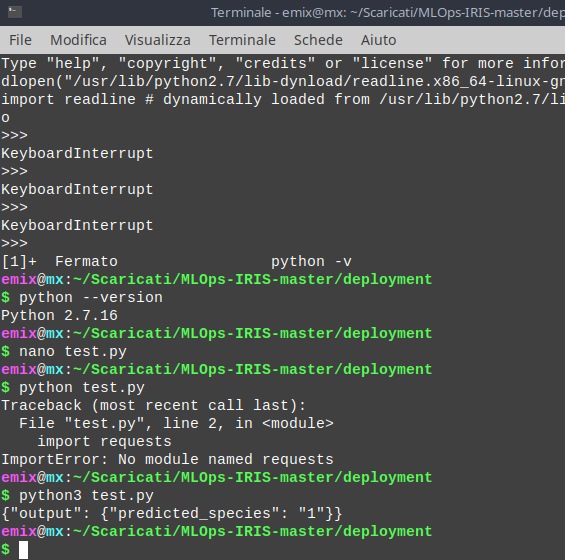 Terminale - emix@mx: ~/Scaricati/MLOps-IRIS-master/dep
File Modifica Visualizza Terminale Schede Aiuto
Type "help", "copyright", "credits" or "license" for more infor
dlopen("/usr/lib/python2.7/lib-dynload/readline.x86_64-linux-gn
import readline # dynamically loaded from /usr/lib/python2.7/li
o
>>>
KeyboardInterrupt
>>>
KeyboardInterrupt
>>>
KeyboardInterrupt
>>>
[1]+  Fermato                 python -v
emix@mx:~/Scaricati/MLOps-IRIS-master/deployment
$ python --version
Python 2.7.16
emix@mx:~/Scaricati/MLOps-IRIS-master/deployment
$ nano test.py
emix@mx:~/Scaricati/MLOps-IRIS-master/deployment
$ python test.py
Traceback (most recent call last):
  File "test.py", line 2, in <module>
    import requests
ImportError: No module named requests
emix@mx:~/Scaricati/MLOps-IRIS-master/deployment
$ python3 test.py
{"output": {"predicted_species": "1"}}
emix@mx:~/Scaricati/MLOps-IRIS-master/deployment
$